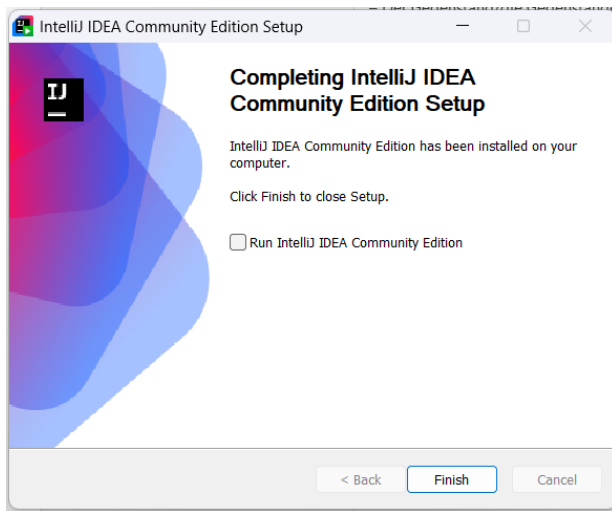 IntelliJ IDEA Community Edition Setup
IJ
Completing IntelliJ IDEA
Community Edition Setup
IntelliJ IDEA Community Edition has been installed on your
computer.
Click Finish to close Setup.
Run IntelliJ IDEA Community Edition
< Back
Finish
Cancel